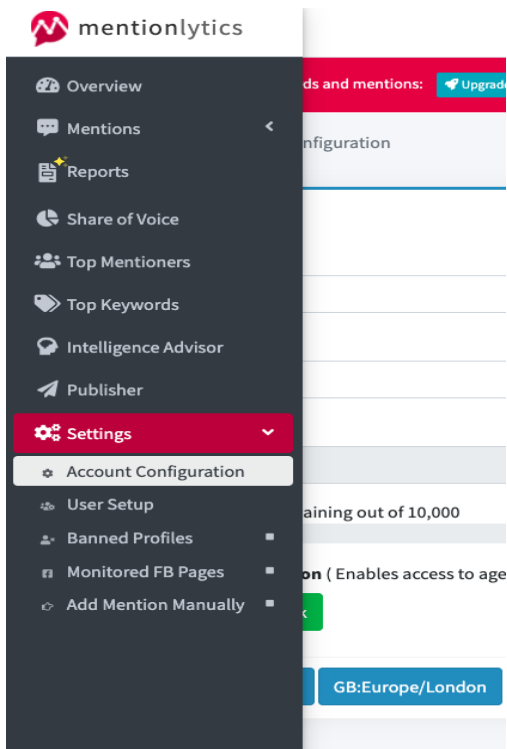 mentionlytics
Overview
ds and mentions: Upgrade
Mentions
nfiguration
Reports
Share of Voice
Top Mentioners
Top Keywords
Intelligence Advisor
Publisher
Settings
Account Configuration
User Setup
aining out of 10,000
Banned Profiles
Monitored FB Pages
on ( Enables access to age
Add Mention Manually
GB:Europe/London